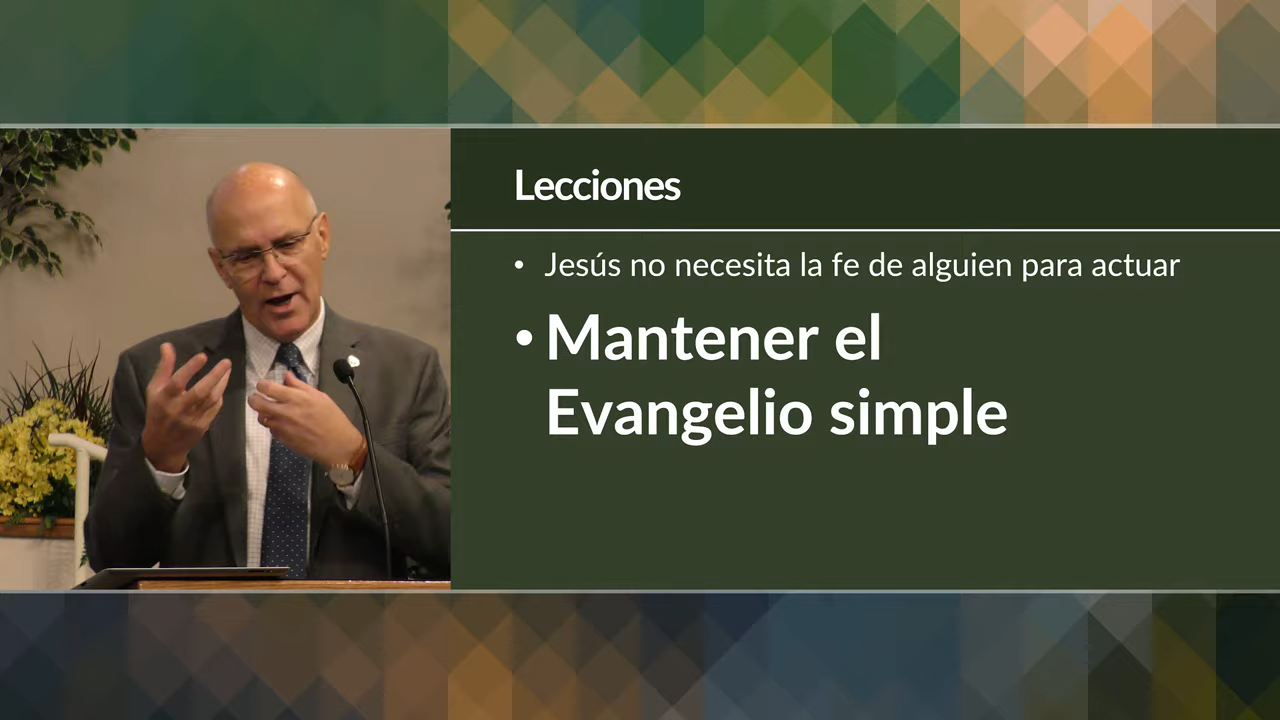 Lecciones
• Jesús no necesita la fe de alguien para actuar
• Mantener el
Evangelio simple